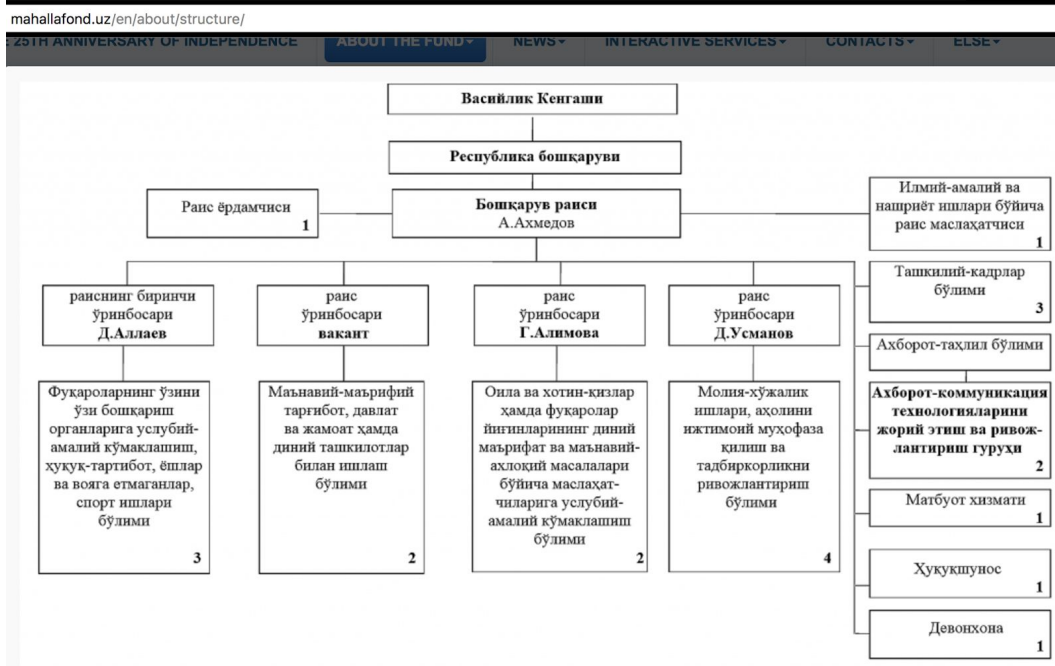 mahallafond.uz/en/about/structure/
E 25TH ANNIVERSARY OF INDEPENDENCE
ABOUT THE FUND
NEWS
INTERACTIVE SERVICES
CONTACTS
ELSE
Васийлик Кенгаши
Республика бошқаруви
Раис ёрдамчиси
1
Бошқарув раиси
А.Ахмедов
Илмий-амалий ва
нашриёт ишлари бўйича
раис маслаҳатчиси
1
раиснинг биринчи
ўринбосари
Д.Аллаев
раис
ўринбосари
вакант
раис
ўринбосари
Г.Алимова
раис
ўринбосари
Д.Усманов
Ташкилий-кадрлар
бўлими
3
Ахборот-таҳлил бўлими
Фуқароларнинг ўзини
ўзи бошқариш
органларига услубий-
амалий кўмаклашиш,
ҳуқуқ-тартибот, ёшлар
ва вояга етмаганлар,
спорт ишлари
бўлими
3
Маънавий-маърифий
тарғибот, давлат
ва жамоат ҳамда
диний ташкилотлар
билан ишлаш
бўлими
2
Оила ва хотин-қизлар
ҳамда фуқаролар
йиғинларининг диний
маърифат ва маънавий-
ахлоқий масалалари
бўйича маслаҳат-
чиларига услубий-
амалий кўмаклашиш
бўлими
2
Молия-хўжалик
ишлари, аҳолини
ижтимоий муҳофаза
қилиш ва
тадбиркорликни
ривожлантириш
бўлими
4
Ахборот-коммуникация
технологияларини
жорий этиш ва ривож-
лантириш гуруҳи
2
Матбуот хизмати
1
Ҳуқуқшунос
1
Девонхона
1